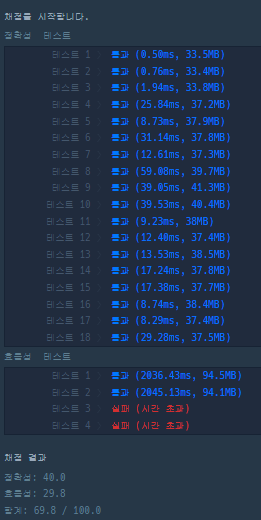 채점을 시작합니다.
정확성 테스트
테스트 1 통과 (0.50ms, 33.5MB)
테스트 2 통과 (0.76ms, 33.4MB)
테스트 3 통과 (1.94ms, 33.8MB)
테스트 4 통과 (25.84ms, 37.2MB)
테스트 5 통과 (8.73ms, 37.9MB)
테스트 6 통과 (31.14ms, 37.8MB)
테스트 7 통과 (12.61ms, 37.3MB)
테스트 8 통과 (59.08ms, 39.7MB)
테스트 9 통과 (39.05ms, 41.3MB)
테스트 10 통과 (39.53ms, 40.4MB)
테스트 11 통과 (9.23ms, 38MB)
테스트 12 통과 (12.40ms, 37.4MB)
테스트 13 통과 (13.53ms, 38.5MB)
테스트 14 통과 (17.24ms, 37.8MB)
테스트 15 통과 (17.38ms, 37.7MB)
테스트 16 통과 (8.74ms, 38.4MB)
테스트 17 통과 (8.29ms, 37.4MB)
테스트 18 통과 (29.28ms, 37.5MB)
효율성 테스트
테스트 1 통과 (2036.43ms, 94.5MB)
테스트 2 통과 (2045.13ms, 94.1MB)
테스트 3 실패 (시간 초과)
테스트 4 실패 (시간 초과)
채점 결과
정확성: 40.0
효율성: 29.8
합계: 69.8 / 100.0